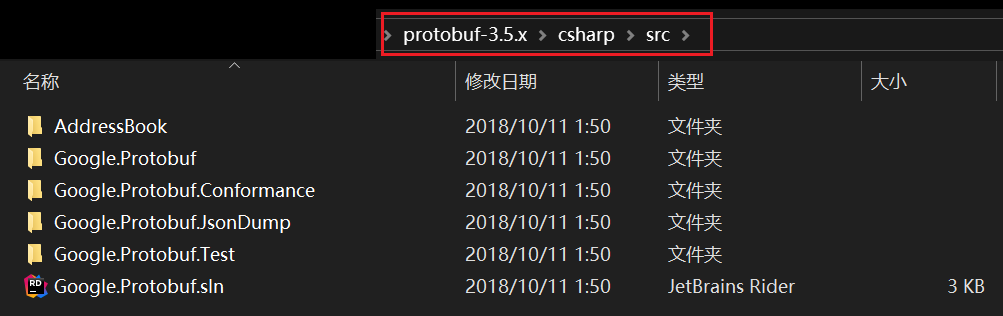 protobuf-3.5.x > csharp > src >
名称 修改日期 类型 大小
AddressBook 2018/10/11 1:50 文件夹
Google.Protobuf 2018/10/11 1:50 文件夹
Google.Protobuf.Conformance 2018/10/11 1:50 文件夹
Google.Protobuf.JsonDump 2018/10/11 1:50 文件夹
Google.Protobuf.Test 2018/10/11 1:50 文件夹
RD Google.Protobuf.sln 2018/10/11 1:50 JetBrains Rider 3 KB